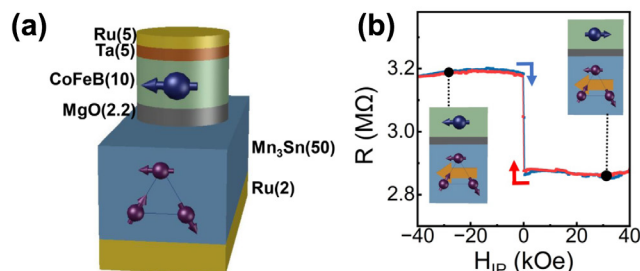 (a)
Ru(5)
Ta(5)
CoFeB(10)
MgO(2.2)
Mn₃Sn(50)
Ru(2)
(b)
R (MΩ)
3.2
3.0
2.8
−40 −20 0 20 40
H_IP (kOe)